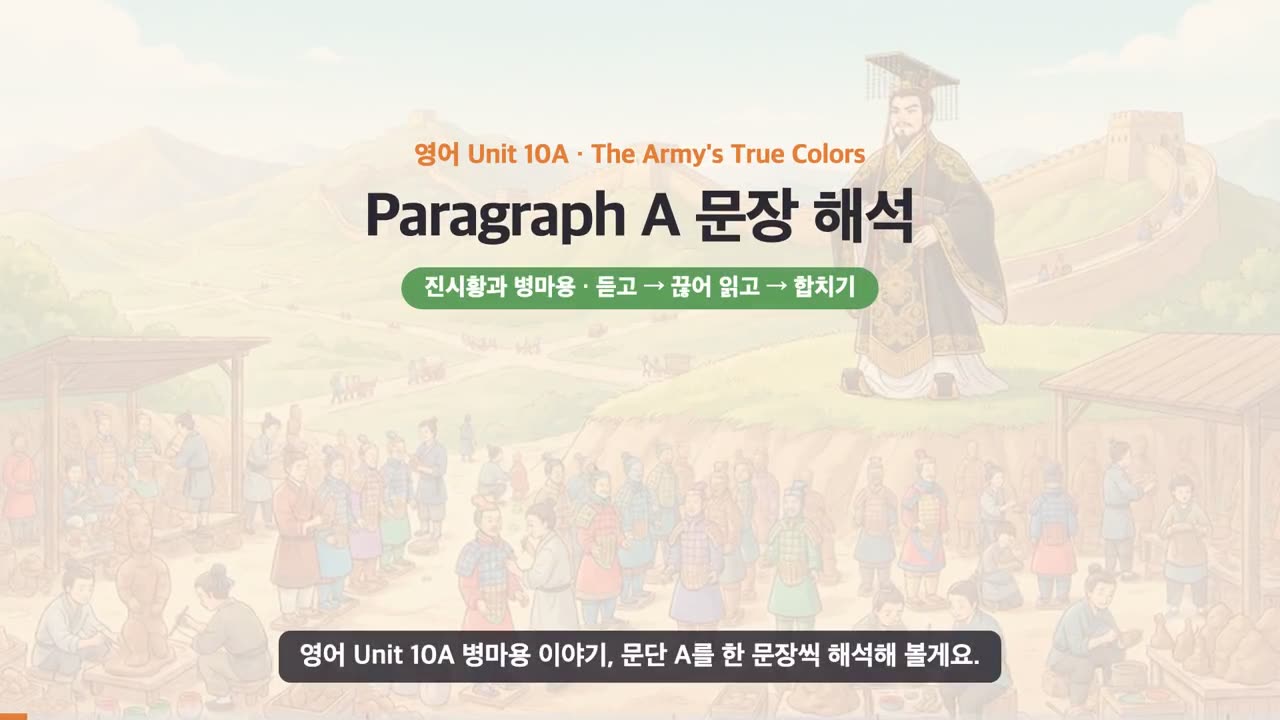 영어 Unit 10A · The Army's True Colors
Paragraph A 문장 해석
진시황과 병마용 · 듣고 → 끊어 읽고 → 합치기
영어 Unit 10A 병마용 이야기, 문단 A를 한 문장씩 해석해 볼게요.